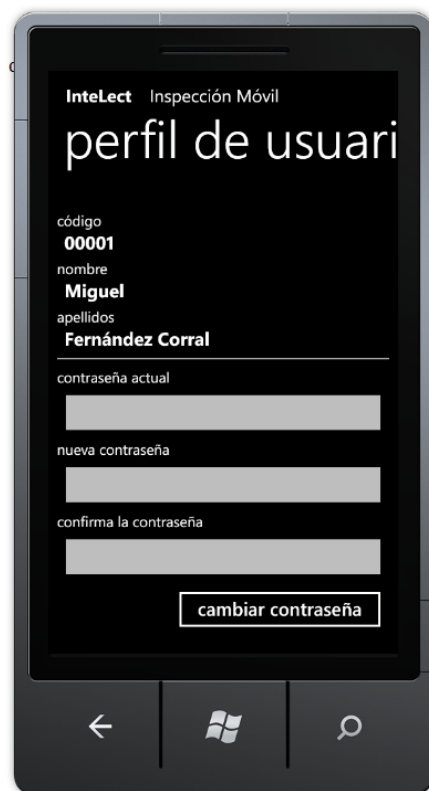 InteLect Inspección Móvil
perfil de usuari
código
00001
nombre
Miguel
apellidos
Fernández Corral
contraseña actual
nueva contraseña
confirma la contraseña
cambiar contraseña